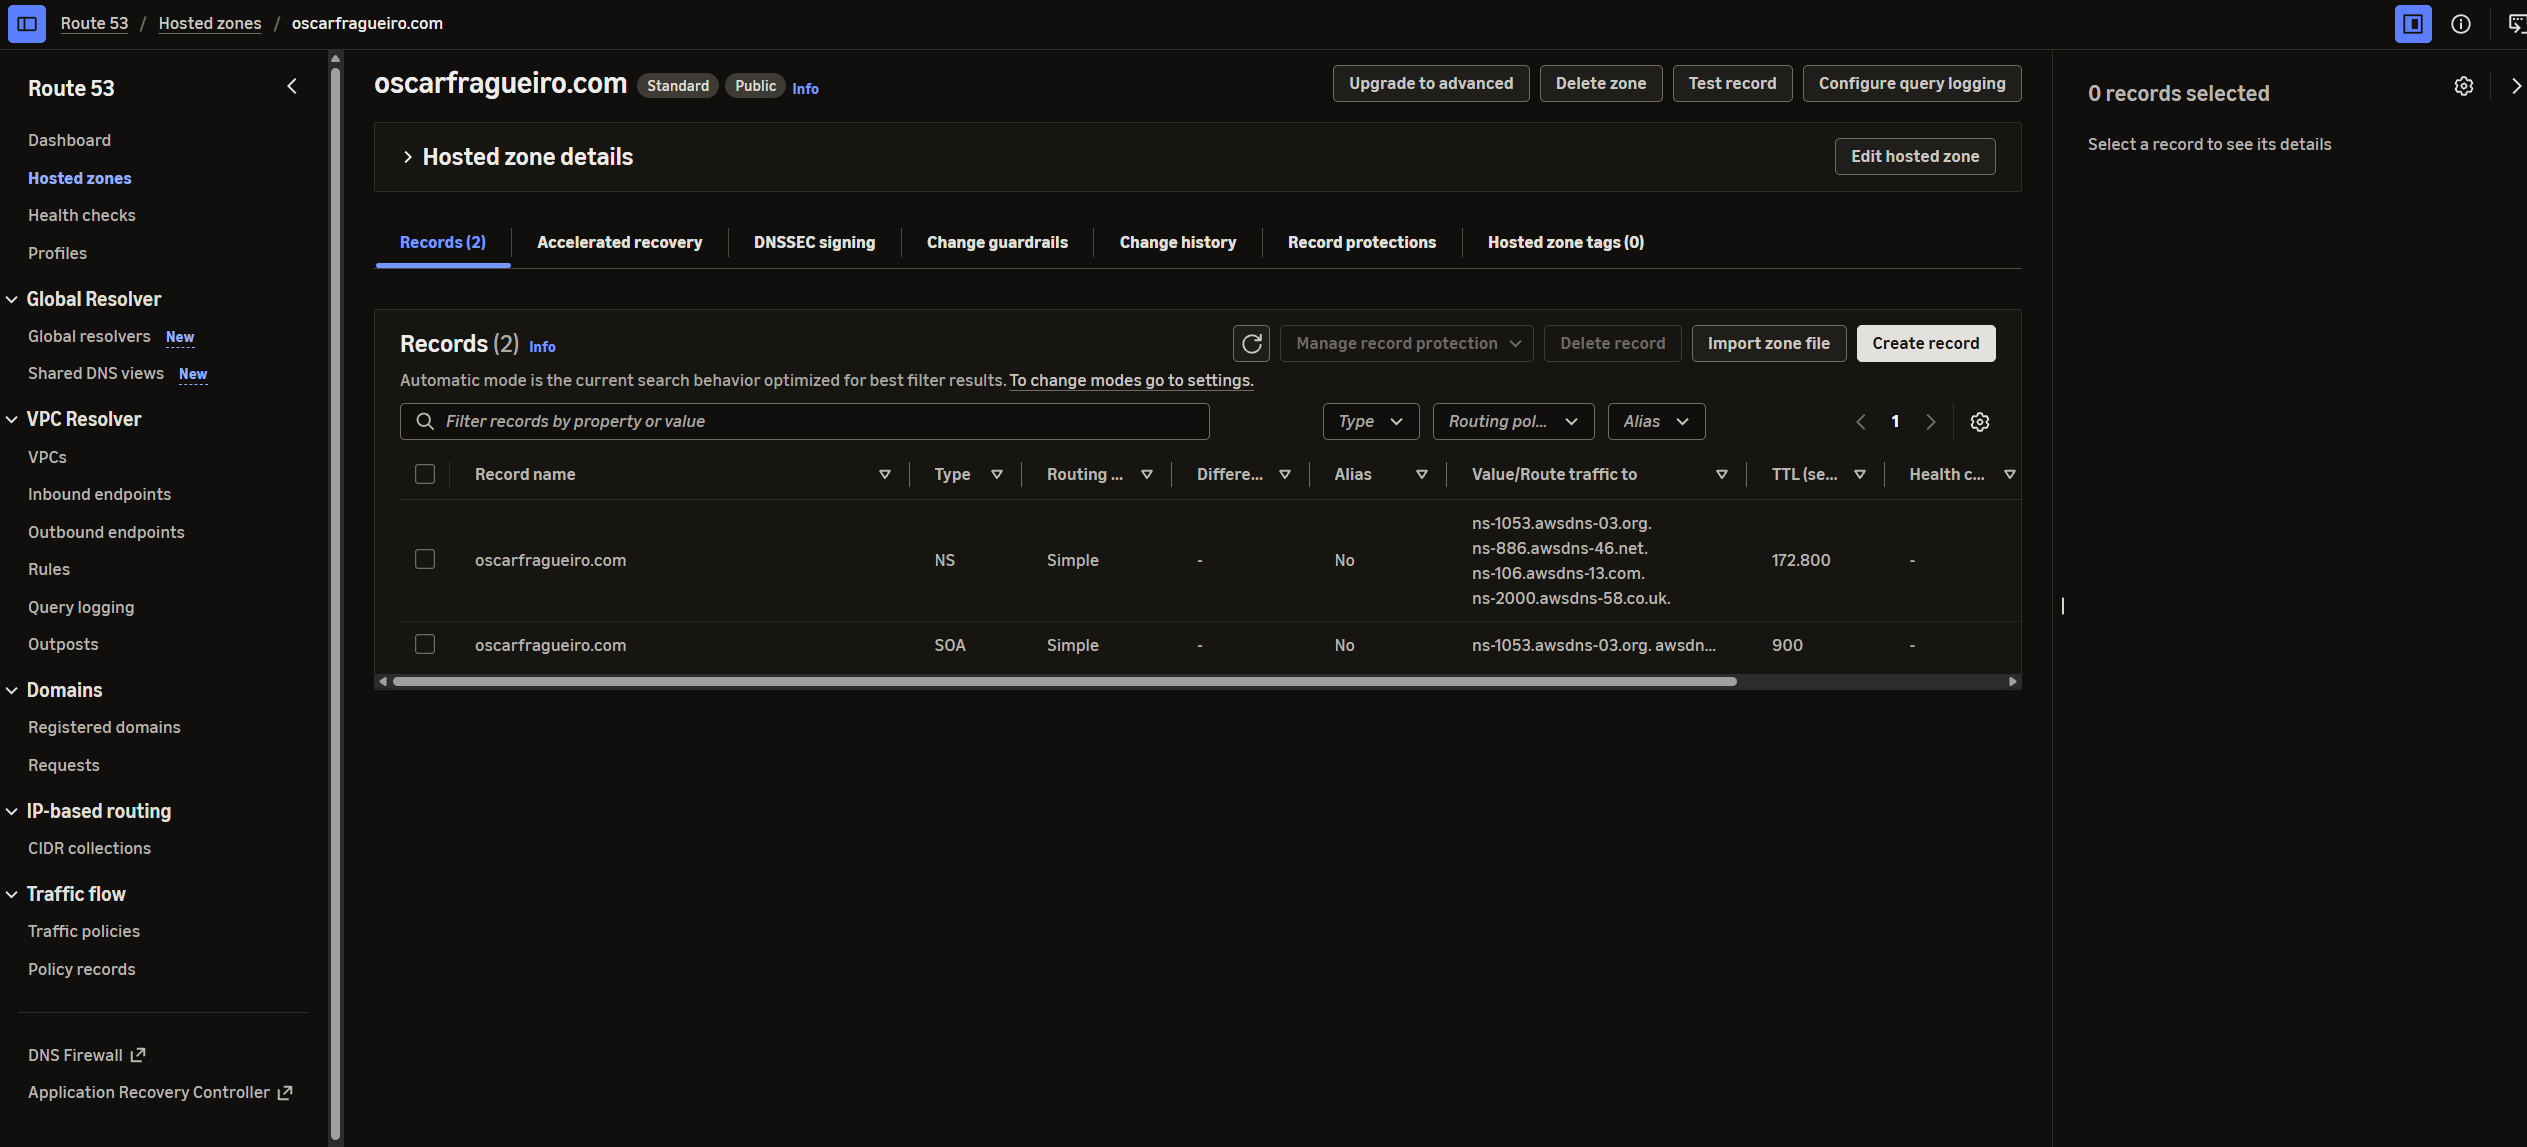 Route 53 / Hosted zones / oscarfragueiro.com
Route 53
Dashboard
Hosted zones
Health checks
Profiles
Global Resolver
Global resolvers New
Shared DNS views New
VPC Resolver
VPCs
Inbound endpoints
Outbound endpoints
Rules
Query logging
Outposts
Domains
Registered domains
Requests
IP-based routing
CIDR collections
Traffic flow
Traffic policies
Policy records
DNS Firewall
Application Recovery Controller
oscarfragueiro.com Standard Public Info
Upgrade to advanced Delete zone Test record Configure query logging
Hosted zone details Edit hosted zone
Records (2) Accelerated recovery DNSSEC signing Change guardrails Change history Record protections Hosted zone tags (0)
Records (2) Info
Manage record protection Delete record Import zone file Create record
Automatic mode is the current search behavior optimized for best filter results. To change modes go to settings.
Filter records by property or value Type Routing pol... Alias 1
Record name Type Routing ... Differe... Alias Value/Route traffic to TTL (se... Health c...
oscarfragueiro.com NS Simple - No ns-1053.awsdns-03.org.
ns-886.awsdns-46.net.
ns-106.awsdns-13.com.
ns-2000.awsdns-58.co.uk.
172.800 -
oscarfragueiro.com SOA Simple - No ns-1053.awsdns-03.org. awsdn... 900 -
0 records selected
Select a record to see its details